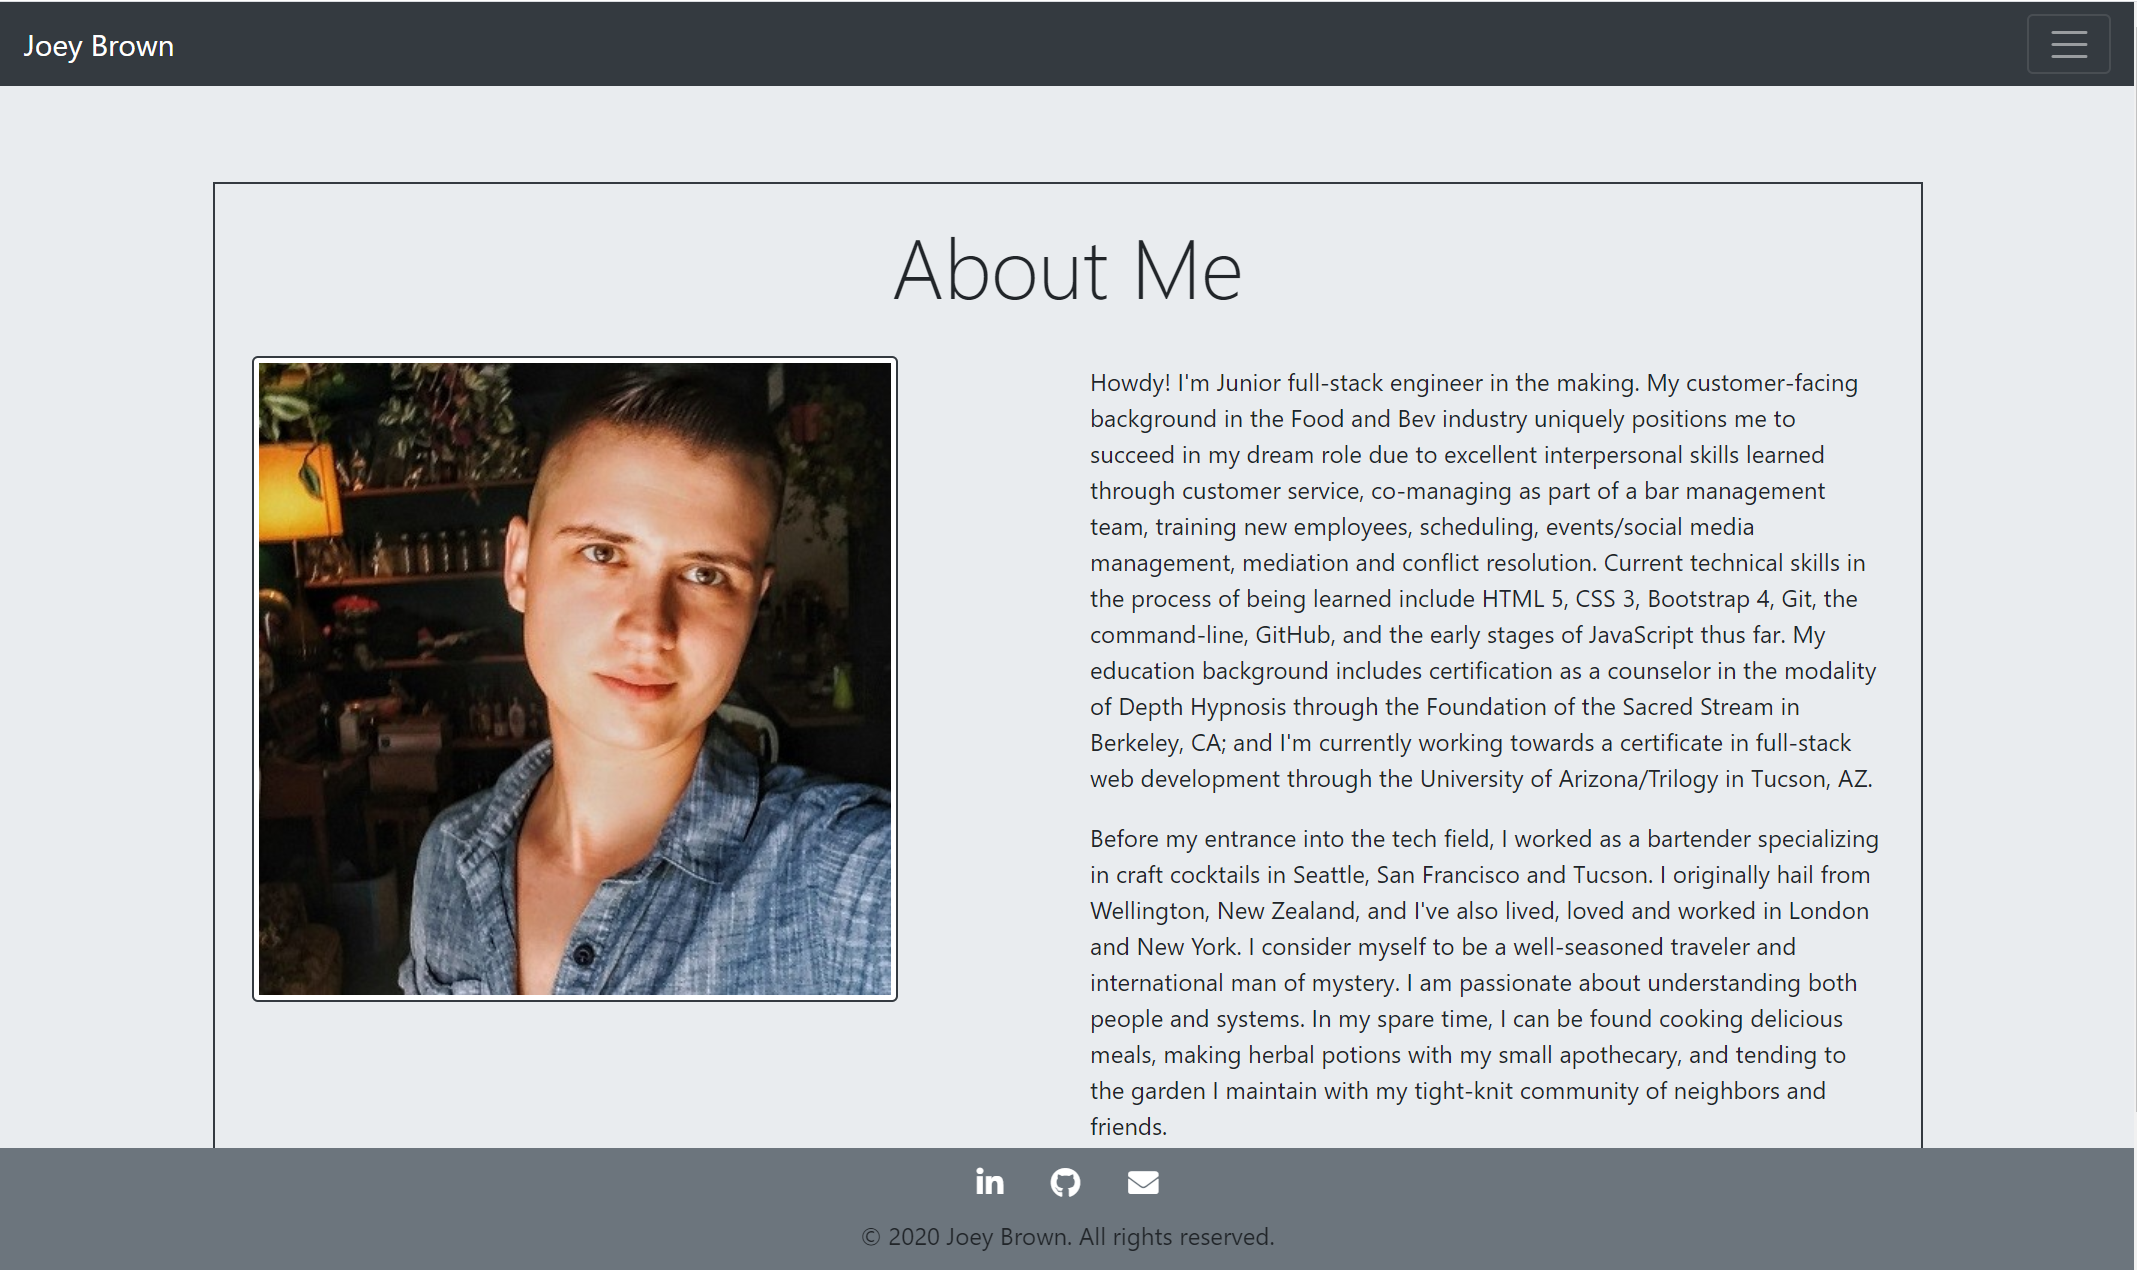 Joey Brown
About Me
Howdy! I'm Junior full-stack engineer in the making. My customer-facing
background in the Food and Bev industry uniquely positions me to
succeed in my dream role due to excellent interpersonal skills learned
through customer service, co-managing as part of a bar management
team, training new employees, scheduling, events/social media
management, mediation and conflict resolution. Current technical skills in
the process of being learned include HTML 5, CSS 3, Bootstrap 4, Git, the
command-line, GitHub, and the early stages of JavaScript thus far. My
education background includes certification as a counselor in the modality
of Depth Hypnosis through the Foundation of the Sacred Stream in
Berkeley, CA; and I'm currently working towards a certificate in full-stack
web development through the University of Arizona/Trilogy in Tucson, AZ.
Before my entrance into the tech field, I worked as a bartender specializing
in craft cocktails in Seattle, San Francisco and Tucson. I originally hail from
Wellington, New Zealand, and I've also lived, loved and worked in London
and New York. I consider myself to be a well-seasoned traveler and
international man of mystery. I am passionate about understanding both
people and systems. In my spare time, I can be found cooking delicious
meals, making herbal potions with my small apothecary, and tending to
the garden I maintain with my tight-knit community of neighbors and
friends.
in
© 2020 Joey Brown. All rights reserved.